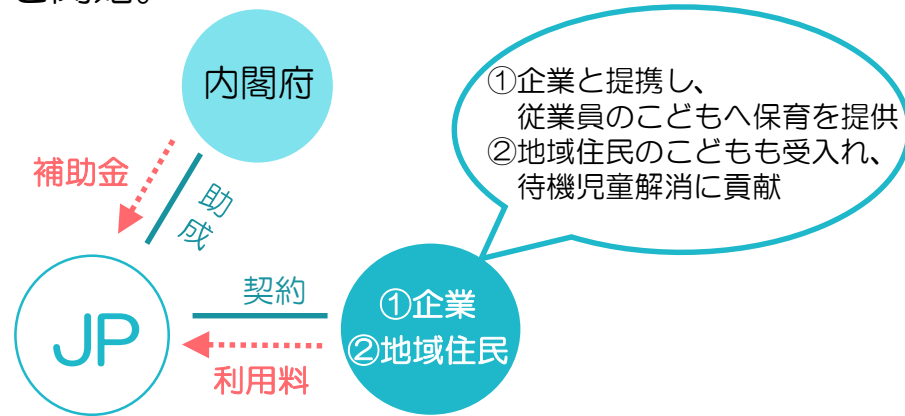 内閣府
①企業と提携し、
従業員のこどもへ保育を提供
②地域住民のこどもも受入れ、
待機児童解消に貢献
補助金
助成
JP
契約
利用料
①企業
②地域住民